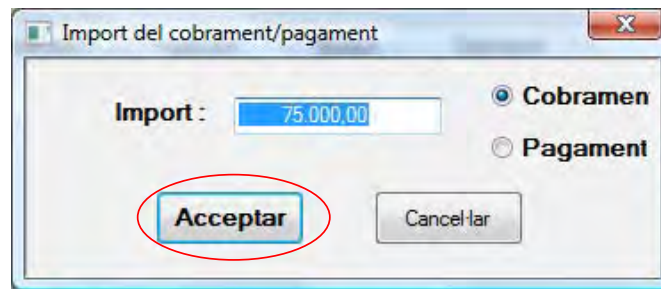 Import del cobrament/pagament
Import : 75.000,00
Cobramen
Pagament
Acceptar
Cancel·lar